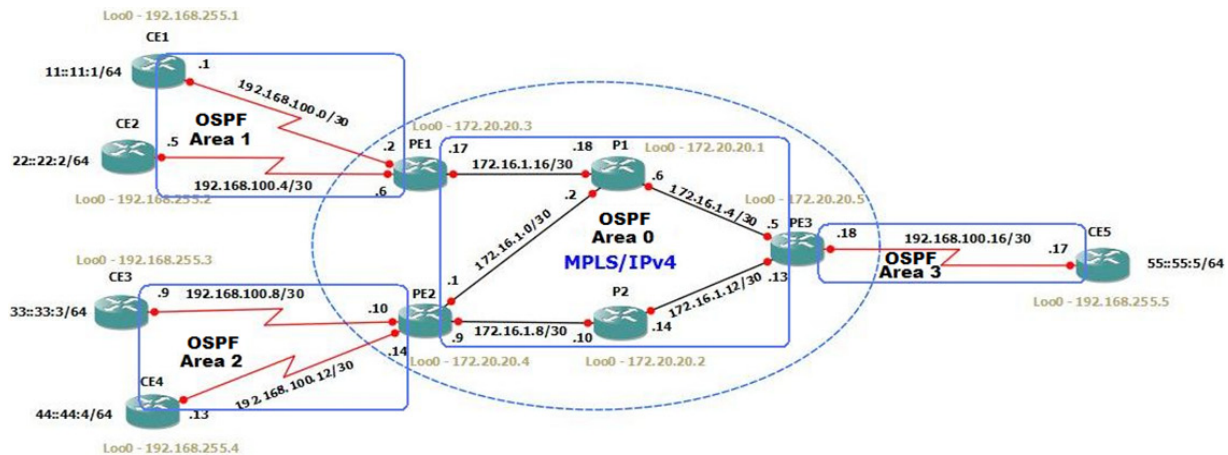 Loo0 - 192.168.255.1
CE1
11::11:1/64
.1
192.168.100.0/30
OSPF
Area 1
CE2
.5
22::22:2/64
192.168.100.4/30
Loo0 - 192.168.255.2
.2
.6
Loo0 - 172.20.20.3
PE1
.17
172.16.1.16/30
.18
P1
Loo0 - 172.20.20.1
.2
.6
172.16.1.0/30
172.16.1.4/30
OSPF
Area 0
MPLS/IPv4
Loo0 - 172.20.20.5
.5
PE3
.18
.13
192.168.100.16/30
OSPF
Area 3
.17
CE5
55::55:5/64
Loo0 - 192.168.255.5
Loo0 - 192.168.255.3
CE3
.9
33::33:3/64
192.168.100.8/30
.10
OSPF
Area 2
.14
192.168.100.12/30
CE4
.13
44::44:4/64
Loo0 - 192.168.255.4
PE2
.1
.9
172.16.1.8/30
.10
P2
.14
172.16.1.12/30
Loo0 - 172.20.20.4
Loo0 - 172.20.20.2